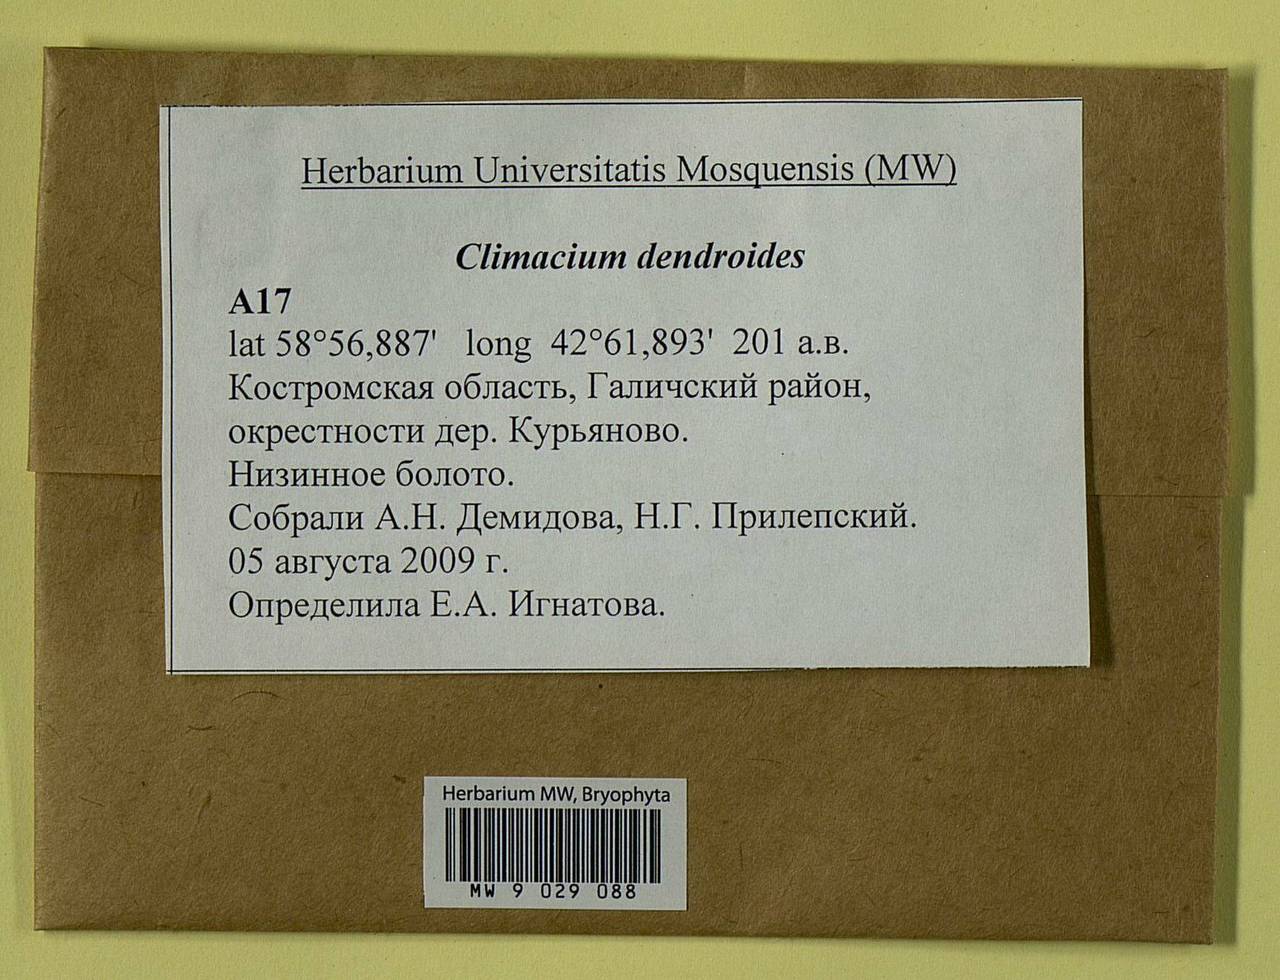 Herbarium Universitatis Mosquensis (MW)
Climacium dendroides
A17
lat 58°56,887' long 42°61,893' 201 а.в.
Костромская область, Галичский район,
окрестности дер. Курьяново.
Низинное болото.
Собрали А.Н. Демидова, Н.Г. Прилепский.
05 августа 2009 г.
Определила Е.А. Игнатова.
Herbarium MW, Bryophyta
MW 9 029 088